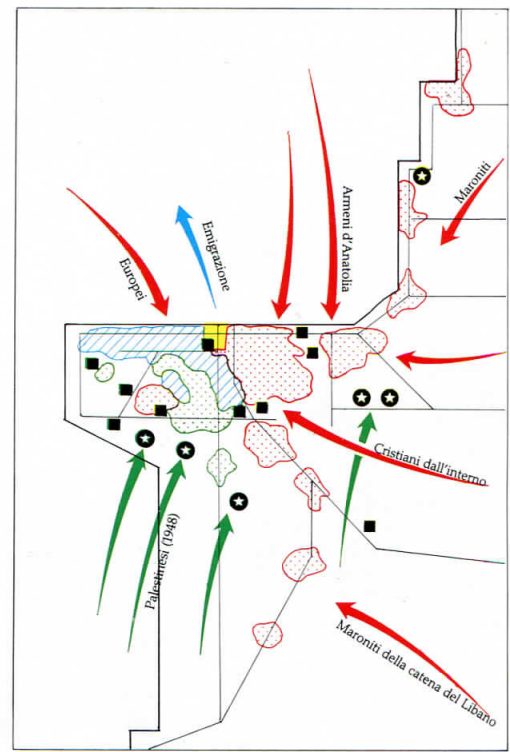 Maroniti
Armeni d'Anatolia
Emigrazione
Europei
Cristiani dall'interno
Palestinesi (1948)
Maroniti della catena del Libano